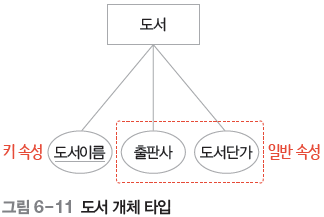 도서
키 속성 도서이름 출판사 도서단가 일반 속성
그림 6-11 도서 개체 타입